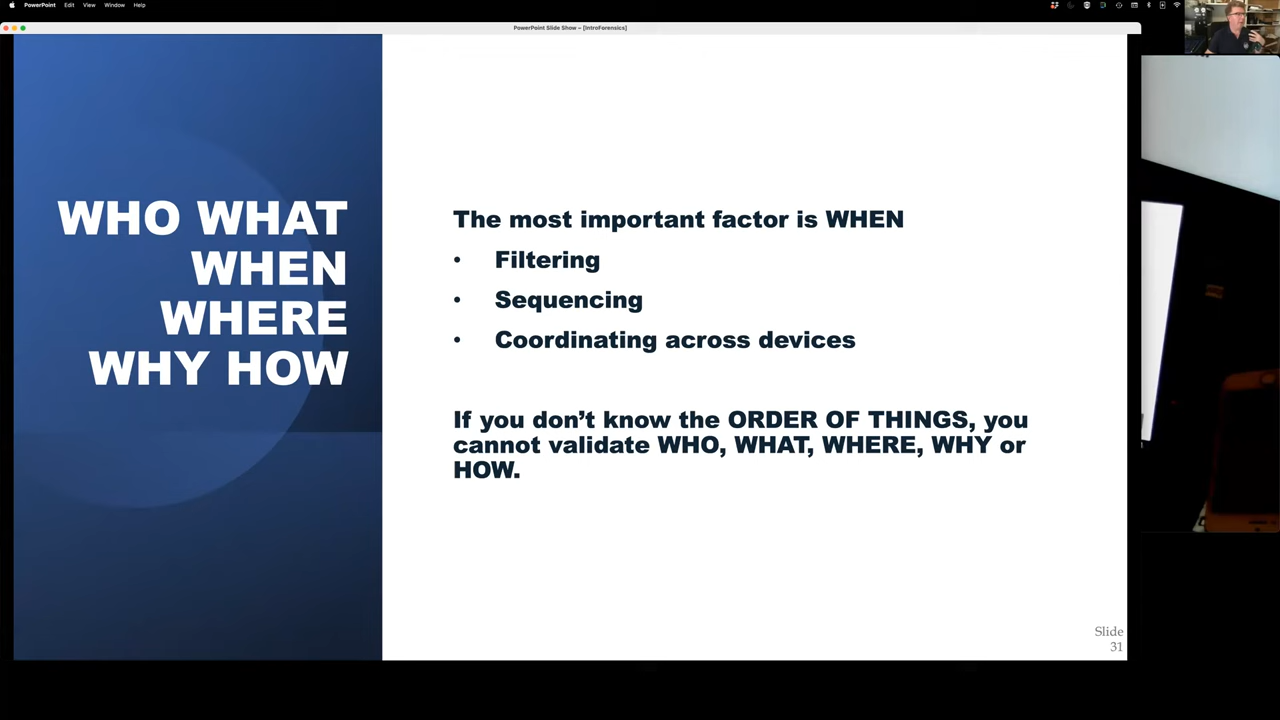 PowerPoint Edit View Window Help
PowerPoint Slide Show – [IntroForensics]
WHO WHAT
WHEN
WHERE
WHY HOW
The most important factor is WHEN
• Filtering
• Sequencing
• Coordinating across devices
If you don’t know the ORDER OF THINGS, you
cannot validate WHO, WHAT, WHERE, WHY or
HOW.
Slide
31